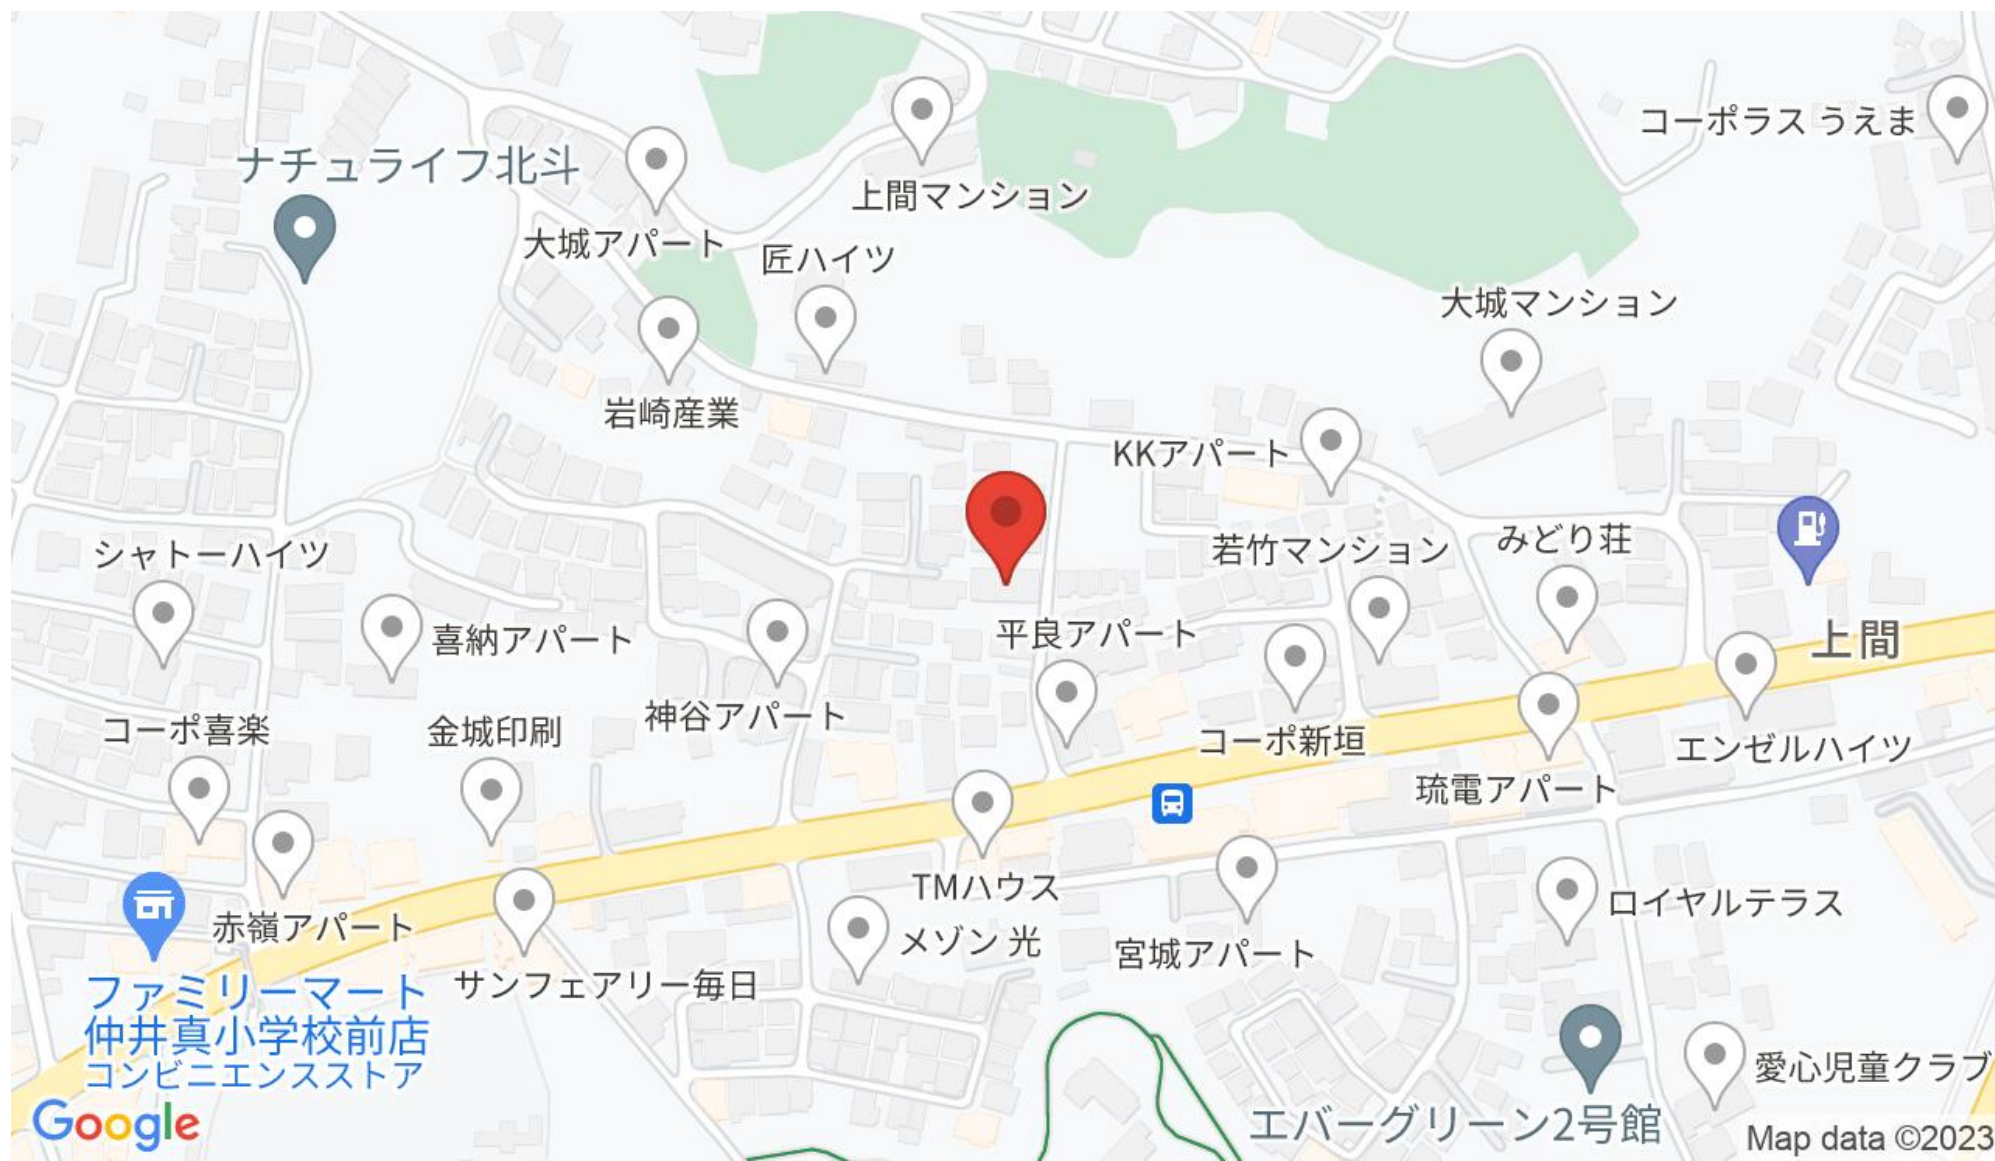 コーポラス うえま
ナチュライフ北斗
上間マンション
大城アパート
匠ハイツ
大城マンション
岩崎産業
KKアパート
みどり荘
若竹マンション
シャトーハイツ
喜納アパート
平良アパート
上間
神谷アパート
コーポ喜楽
金城印刷
コーポ新垣
エンゼルハイツ
琉電アパート
TMハウス
ロイヤルテラス
赤嶺アパート
メゾン 光
宮城アパート
サンフェアリー毎日
ファミリーマート
仲井真小学校前店
コンビニエンスストア
愛心児童クラブ
エバーグリーン2号館
Google
Map data ©2023